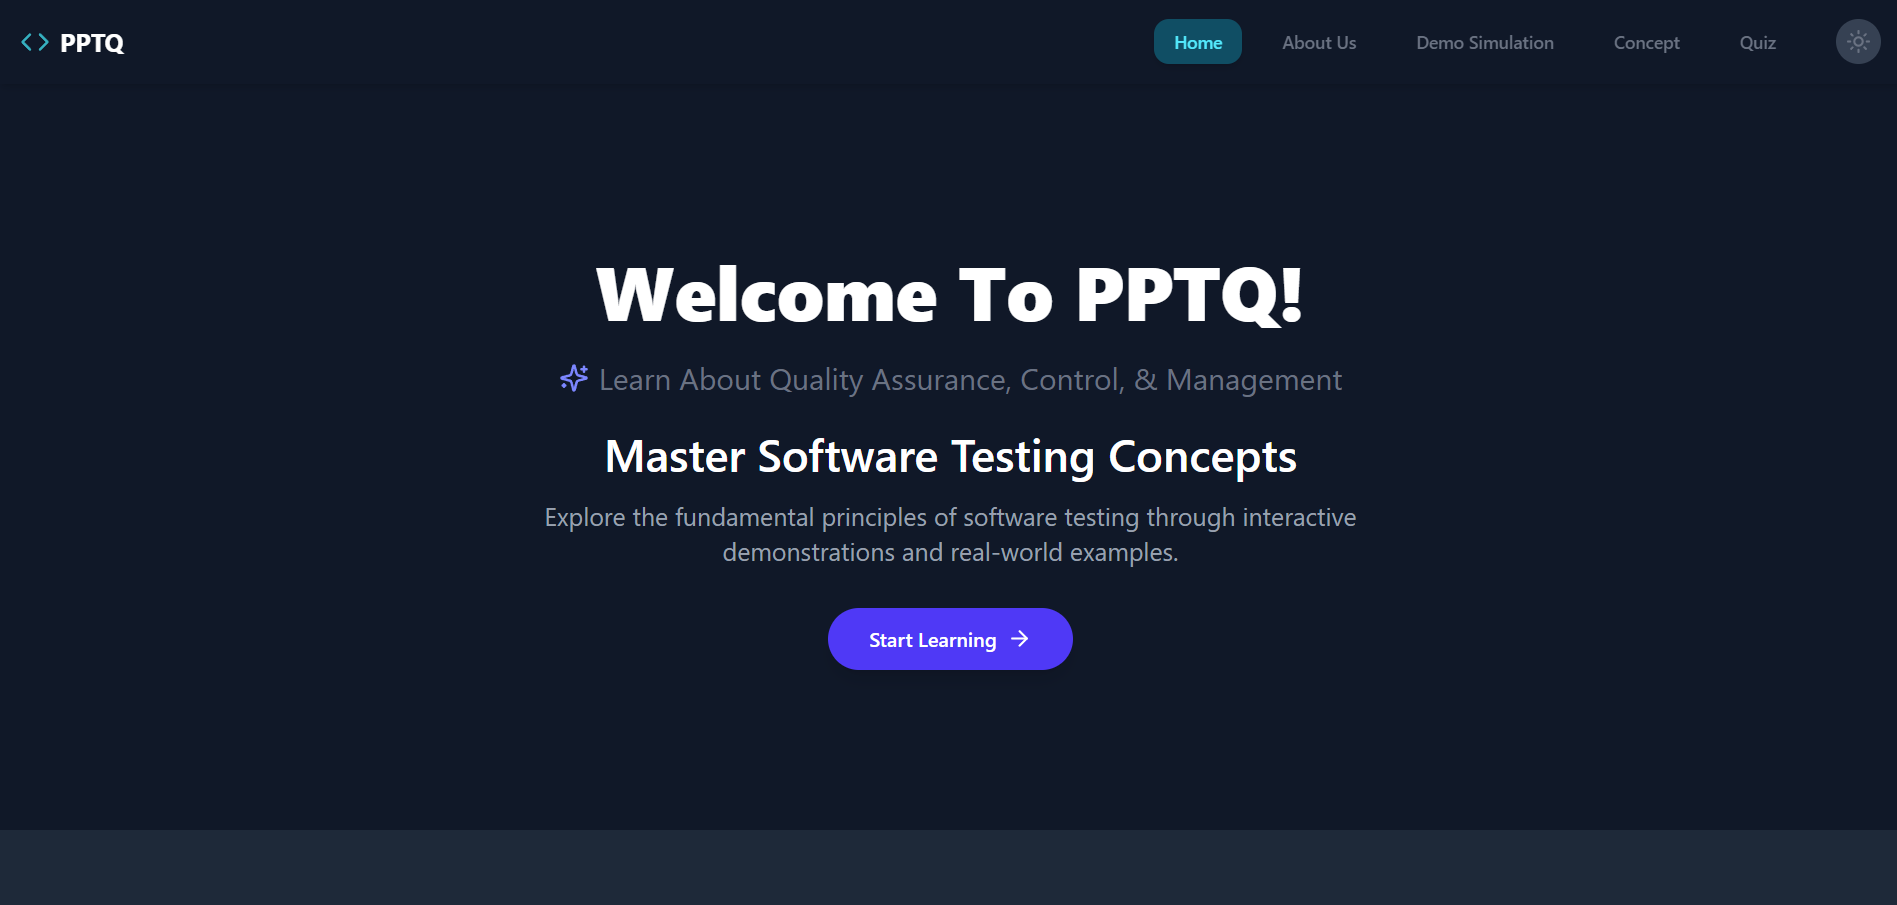 PPTQ
Home
About Us
Demo Simulation
Concept
Quiz
Welcome To PPTQ!
Learn About Quality Assurance, Control, & Management
Master Software Testing Concepts
Explore the fundamental principles of software testing through interactive
demonstrations and real-world examples.
Start Learning